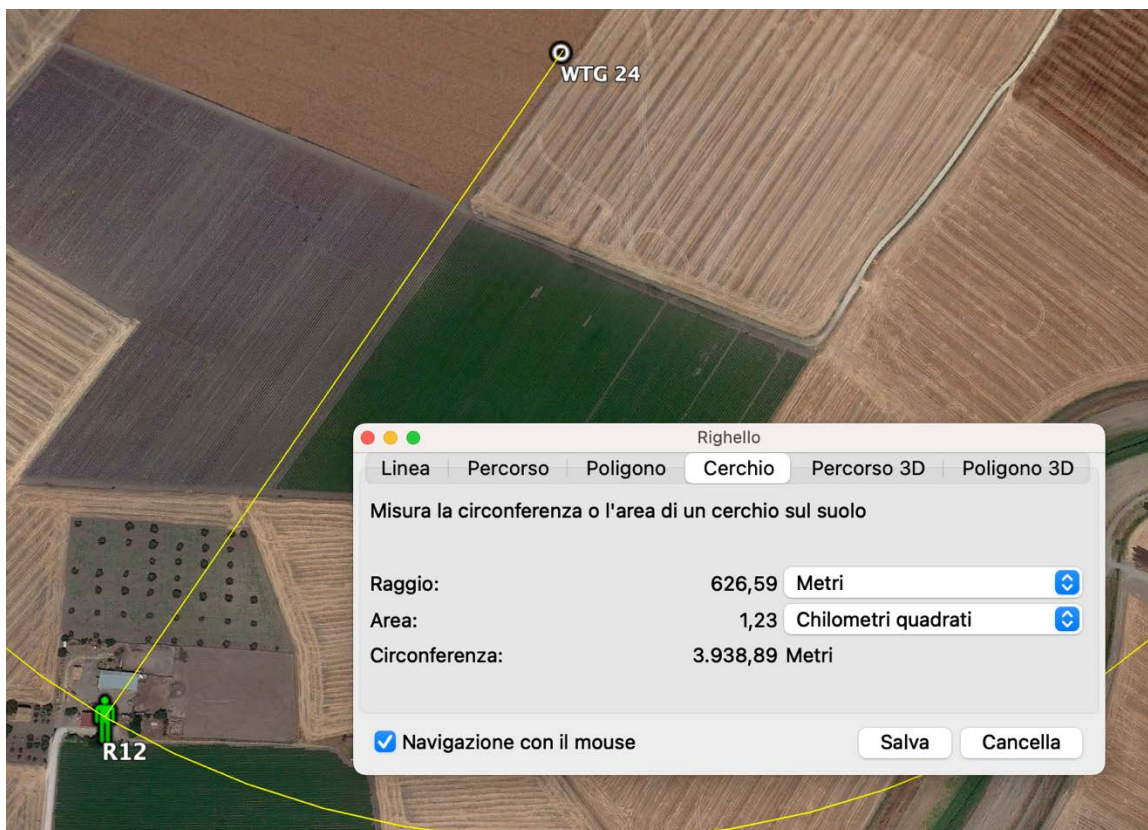 WTG 24
Righello
Linea Percorso Poligono Cerchio Percorso 3D Poligono 3D
Misura la circonferenza o l'area di un cerchio sul suolo
Raggio: 626,59 Metri
Area: 1,23 Chilometri quadrati
Circonferenza: 3.938,89 Metri
Navigazione con il mouse Salva Cancella
R12